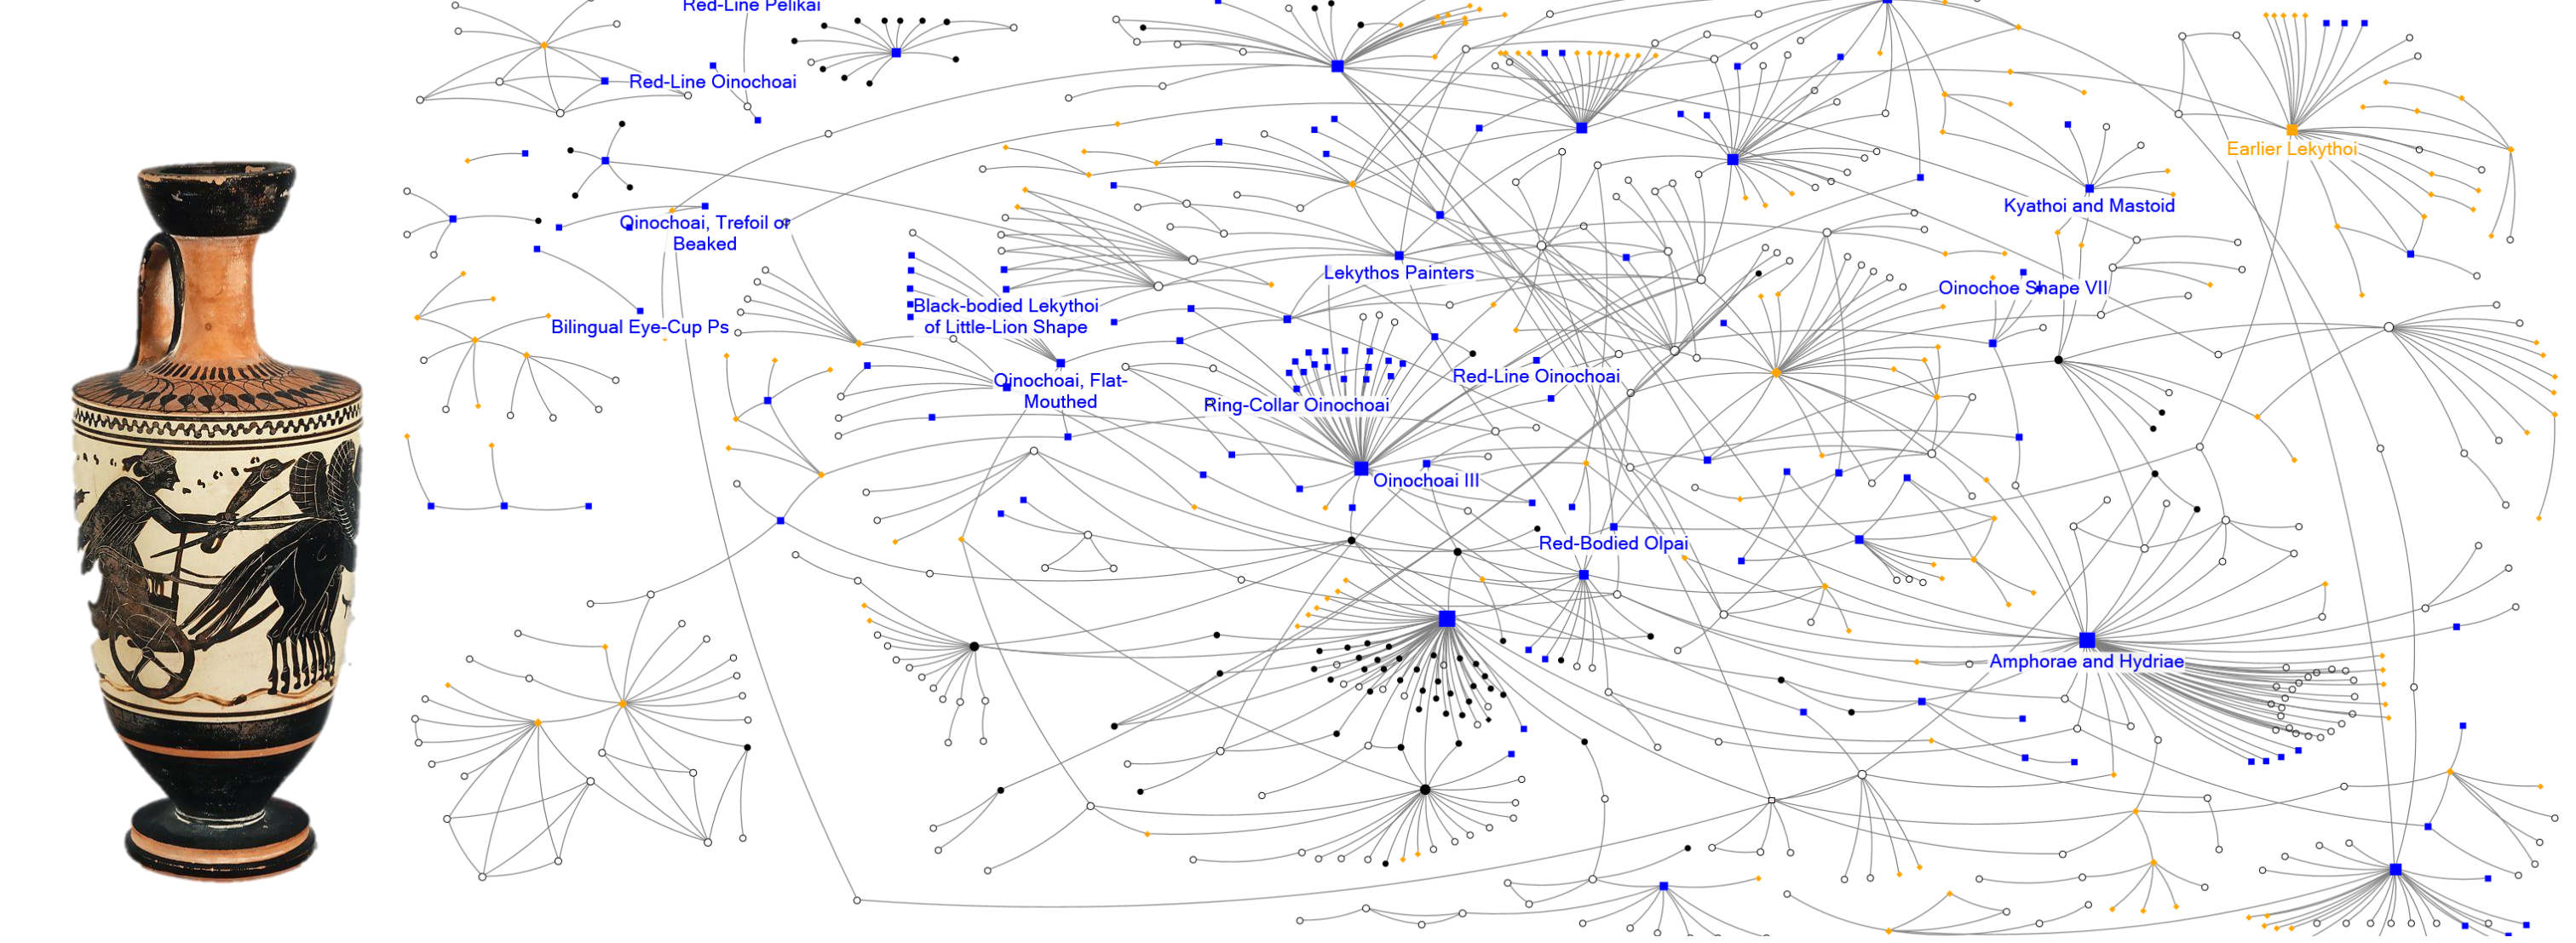 Red-Line Pelikai
Red-Line Oinochoai
Earlier Lekythoi
Kyathoi and Mastoid
Oinochoai, Trefoil or
Beaked
Lekythos Painters
Oinochoe Shape VII
Black-bodied Lekythoi
of Little-Lion Shape
Bilingual Eye-Cup Ps
Red-Line Oinochoai
Oinochoai, Flat-
Mouthed
Ring-Collar Oinochoai
Oinochoai III
Red-Bodied Olpai
Amphorae and Hydriae